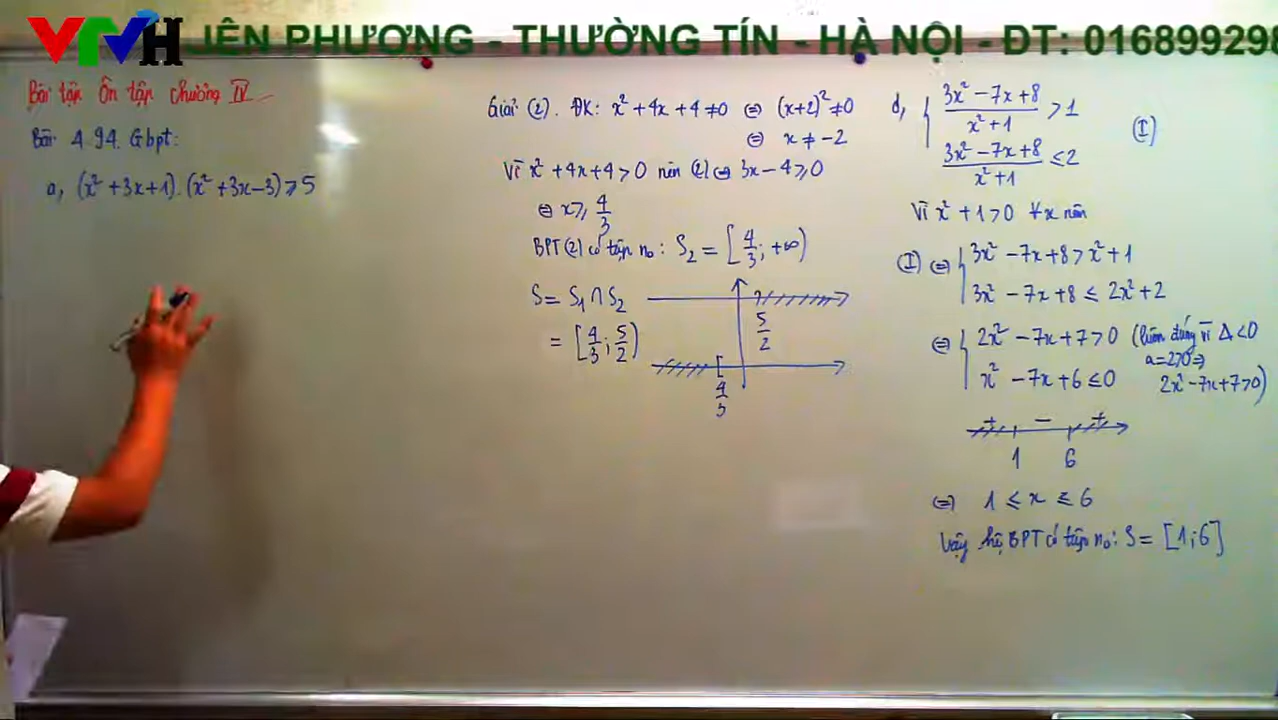 VTVH
IÊN PHƯƠNG - THƯỜNG TÍN - HÀ NỘI - ĐT: 016899298
Bài tập Ôn tập chương IV
Bài 4.94. Gbpt:
a, (x² + 3x + 1).(x² + 3x - 3) ≥ 5
Giải (2). ĐK: x² + 4x + 4 ≠ 0 ⇔ (x+2)² ≠ 0
⇔ x ≠ -2
Vì x² + 4x + 4 > 0 nên (2) ⇔ 3x - 4 ≥ 0
⇔ x ≥ 4/3
BPT (2) có tập n₀: S₂ = [4/3; +∞)
S = S₁ ∩ S₂
= [4/3; 5/2)
5/2
4/3
d, { (3x² - 7x + 8)/(x² + 1) > 1
(3x² - 7x + 8)/(x² + 1) ≤ 2
(I)
Vì x² + 1 > 0 ∀x nên
(I) ⇔ { 3x² - 7x + 8 > x² + 1
3x² - 7x + 8 ≤ 2x² + 2
⇔ { 2x² - 7x + 7 > 0 (luôn đúng vì Δ < 0
a = 2 > 0 ⇒
x² - 7x + 6 ≤ 0 2x² - 7x + 7 > 0)
+ - +
1 6
⇔ 1 ≤ x ≤ 6
Vậy hệ BPT có tập n₀: S = [1; 6]